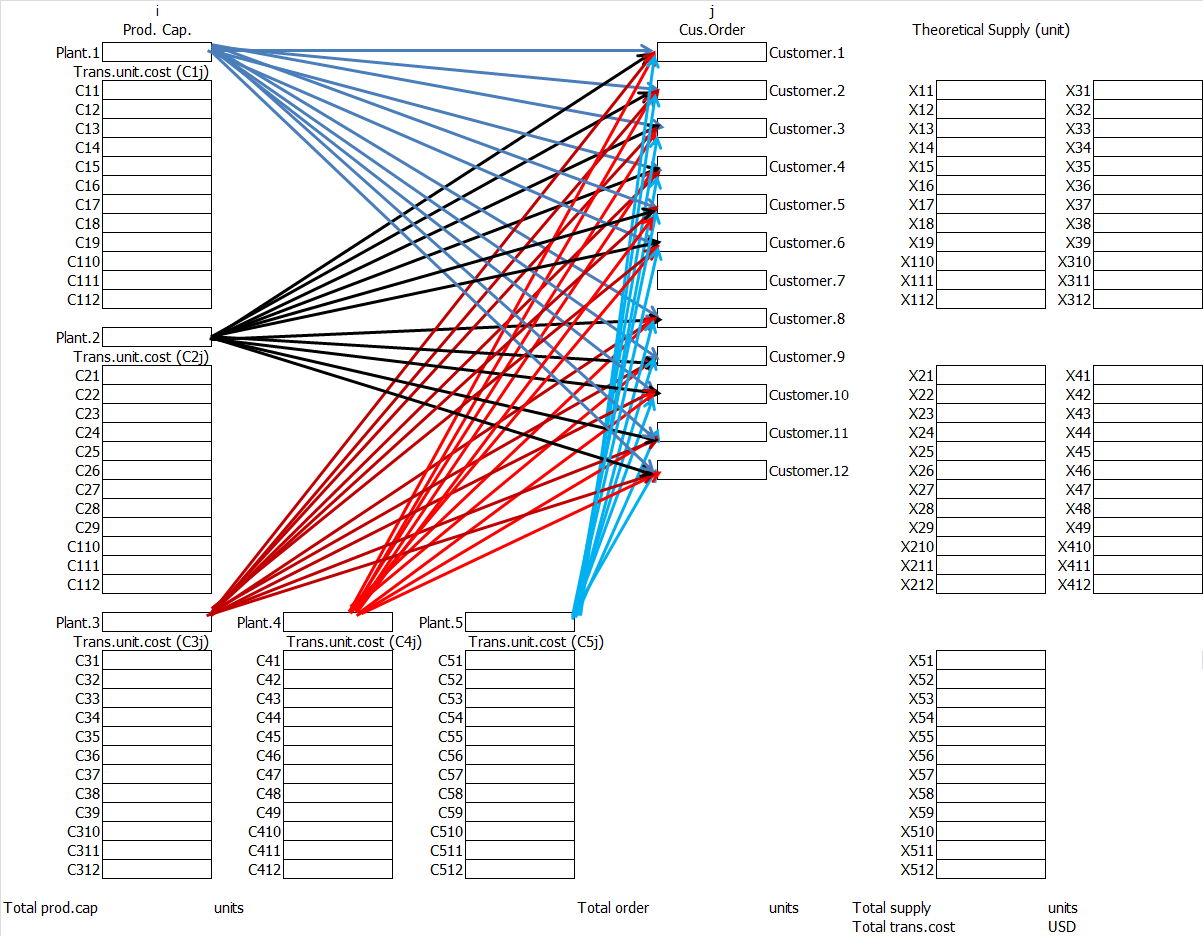 i j
Prod. Cap. Cus.Order Theoretical Supply (unit)
Plant.1 Customer.1
Trans.unit.cost (C1j)
C11 Customer.2 X11 X31
C12 X12 X32
C13 Customer.3 X13 X33
C14 X14 X34
C15 Customer.4 X15 X35
C16 X16 X36
C17 Customer.5 X17 X37
C18 X18 X38
C19 Customer.6 X19 X39
C110 X110 X310
C111 Customer.7 X111 X311
C112 X112 X312
Customer.8
Plant.2
Trans.unit.cost (C2j) Customer.9
C21 X21 X41
C22 Customer.10 X22 X42
C23 X23 X43
C24 Customer.11 X24 X44
C25 X25 X45
C26 Customer.12 X26 X46
C27 X27 X47
C28 X28 X48
C29 X29 X49
C110 X210 X410
C111 X211 X411
C112 X212 X412
Plant.3 Plant.4 Plant.5
Trans.unit.cost (C3j) Trans.unit.cost (C4j) Trans.unit.cost (C5j)
C31 C41 C51 X51
C32 C42 C52 X52
C33 C43 C53 X53
C34 C44 C54 X54
C35 C45 C55 X55
C36 C46 C56 X56
C37 C47 C57 X57
C38 C48 C58 X58
C39 C49 C59 X59
C310 C410 C510 X510
C311 C411 C511 X511
C312 C412 C512 X512
Total prod.cap units Total order units Total supply units
Total trans.cost USD